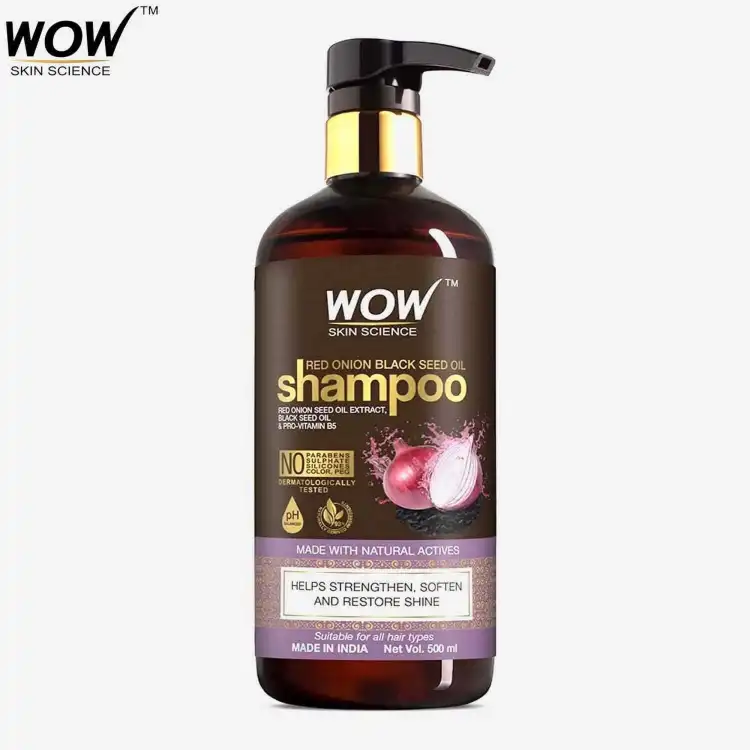 WOW™
SKIN SCIENCE
WOW™
SKIN SCIENCE
RED ONION BLACK SEED OIL
shampoo
RED ONION SEED OIL EXTRACT,
BLACK SEED OIL
& PRO-VITAMIN B5
NO PARABENS
SULPHATE
SILICONES
COLOR, PEG
DERMATOLOGICALLY
TESTED
pH
BALANCED
MADE WITH NATURAL ACTIVES
HELPS STRENGTHEN, SOFTEN
AND RESTORE SHINE
Suitable for all hair types
MADE IN INDIA Net Vol. 500 ml